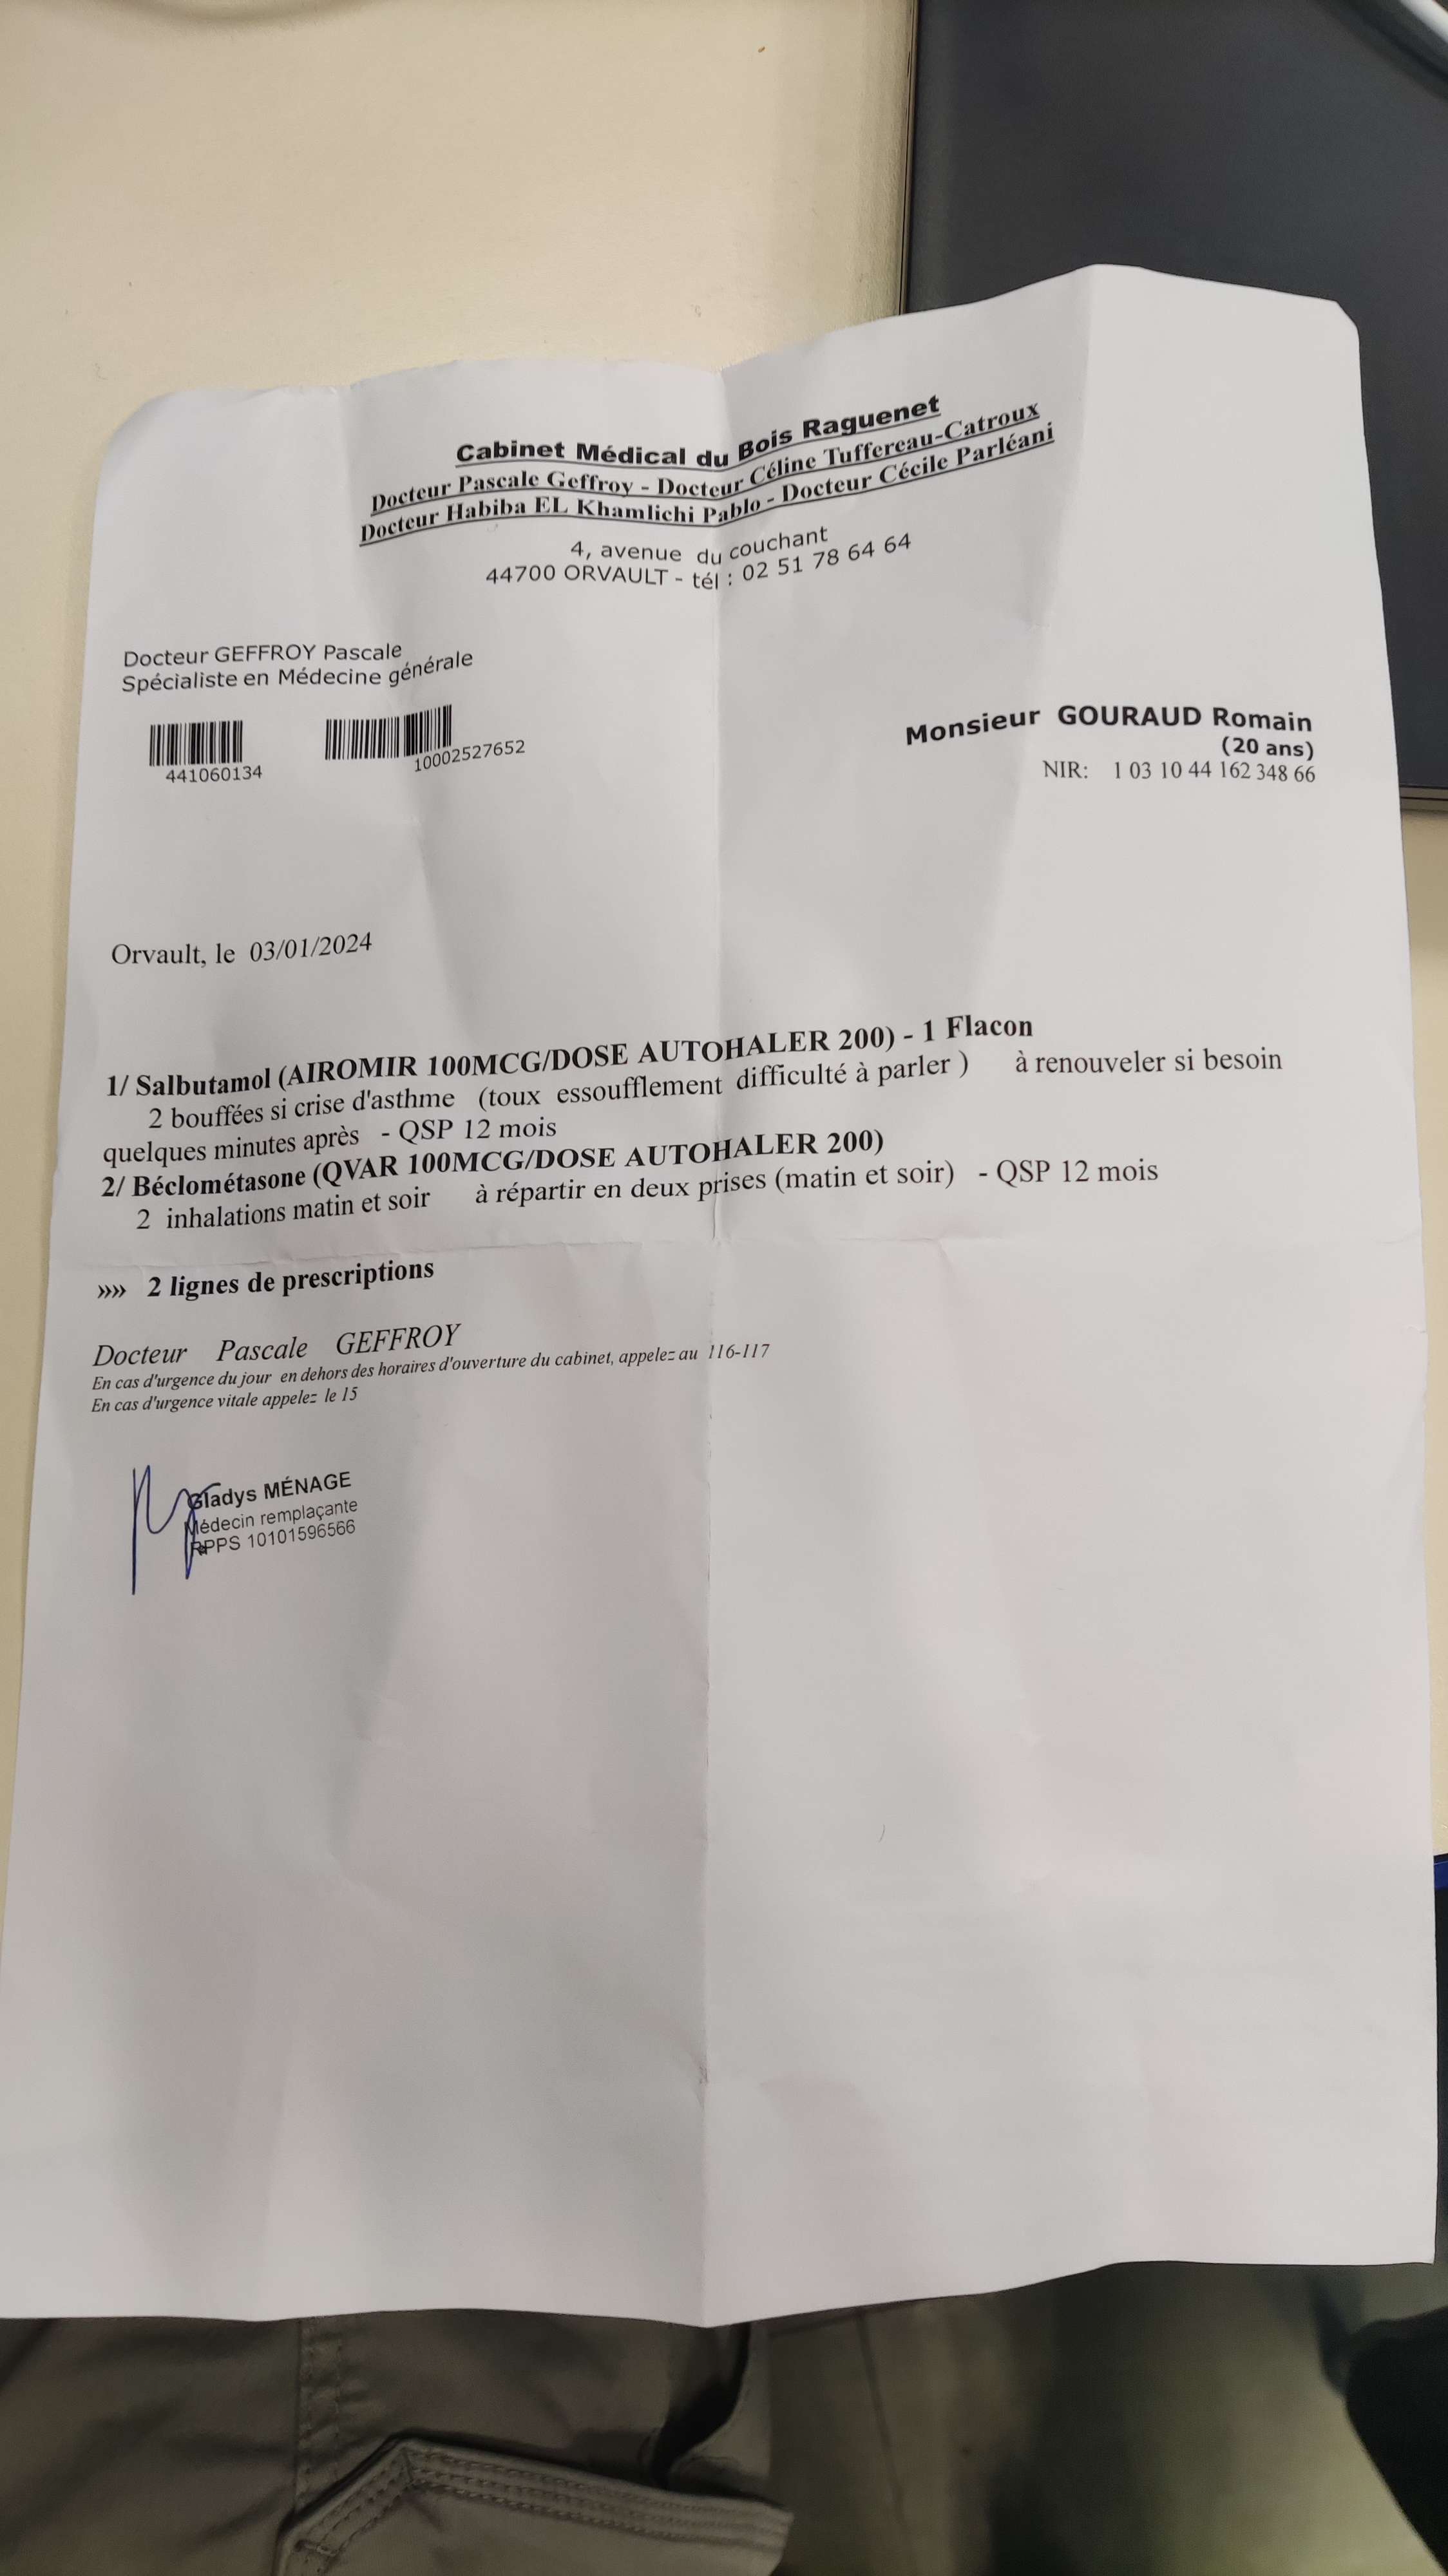 Cabinet Médical du Bois Raguenet
Docteur Pascale Geffroy - Docteur Céline Tuffereau-Catroux
Docteur Habiba EL Khamlichi Pablo - Docteur Cécile Parléani
4, avenue du couchant
44700 ORVAULT - tél : 02 51 78 64 64
Docteur GEFFROY Pascale
Spécialiste en Médecine générale
441060134 10002527652
Monsieur GOURAUD Romain
(20 ans)
NIR: 1 03 10 44 162 348 66
Orvault, le 03/01/2024
1/ Salbutamol (AIROMIR 100MCG/DOSE AUTOHALER 200) - 1 Flacon
2 bouffées si crise d'asthme (toux essoufflement difficulté à parler ) à renouveler si besoin
quelques minutes après - QSP 12 mois
2/ Béclométasone (QVAR 100MCG/DOSE AUTOHALER 200)
2 inhalations matin et soir à répartir en deux prises (matin et soir) - QSP 12 mois
»» 2 lignes de prescriptions
Docteur Pascale GEFFROY
En cas d'urgence du jour en dehors des horaires d'ouverture du cabinet, appelez au 116-117
En cas d'urgence vitale appelez le 15
Gladys MÉNAGE
Médecin remplaçante
RPPS 10101596566